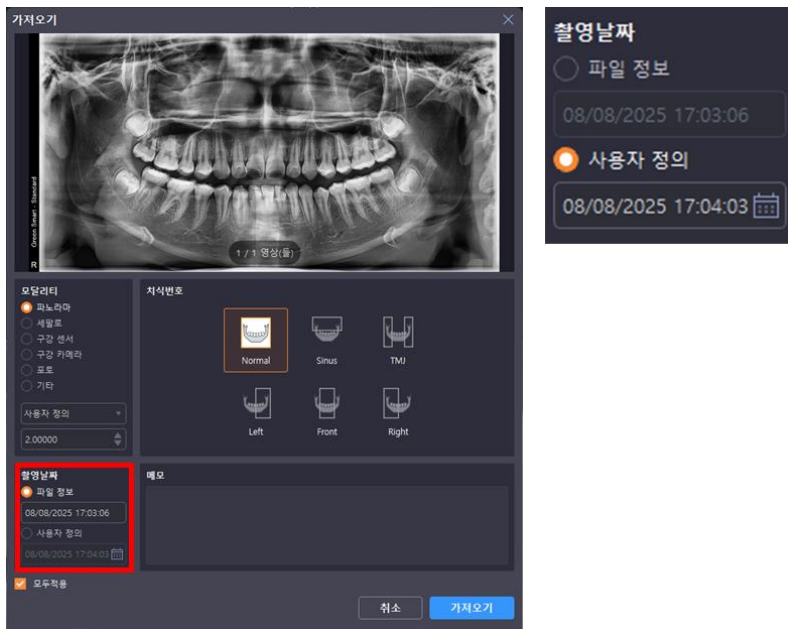 가져오기
Green Smart - Standard
R
1 / 1 영상(들)
모달리티
파노라마
세팔로
구강 센서
구강 카메라
포토
기타
사용자 정의
2.00000
치식번호
Normal
Sinus
TMJ
Left
Front
Right
촬영날짜
파일 정보
08/08/2025 17:03:06
사용자 정의
08/08/2025 17:04:03
메모
모두적용
취소
가져오기
촬영날짜
파일 정보
08/08/2025 17:03:06
사용자 정의
08/08/2025 17:04:03